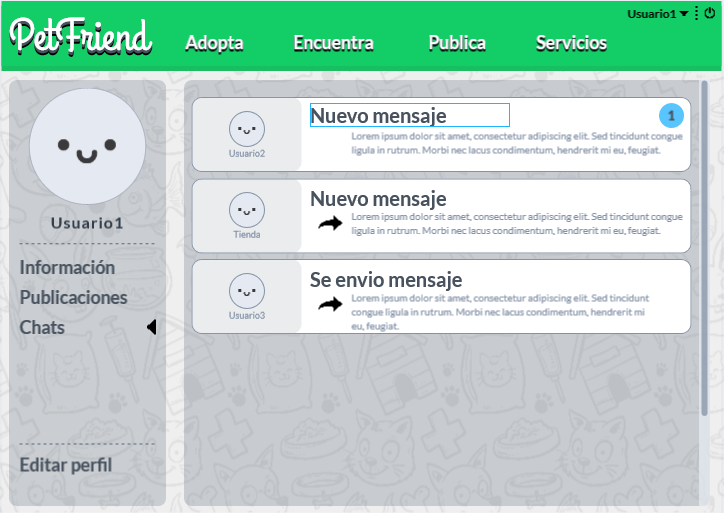 Usuario1
PetFriend
Adopta Encuentra Publica Servicios
Usuario1
Información
Publicaciones
Chats
Editar perfil
Usuario2
Nuevo mensaje
1
Lorem ipsum dolor sit amet, consectetur adipiscing elit. Sed tincidunt congue
ligula in rutrum. Morbi nec lacus condimentum, hendrerit mi eu, feugiat.
Tienda
Nuevo mensaje
Lorem ipsum dolor sit amet, consectetur adipiscing elit. Sed tincidunt congue
ligula in rutrum. Morbi nec lacus condimentum, hendrerit mi eu, feugiat.
Usuario3
Se envio mensaje
Lorem ipsum dolor sit amet, consectetur adipiscing elit. Sed tincidunt
congue ligula in rutrum. Morbi nec lacus condimentum, hendrerit mi
eu, feugiat.